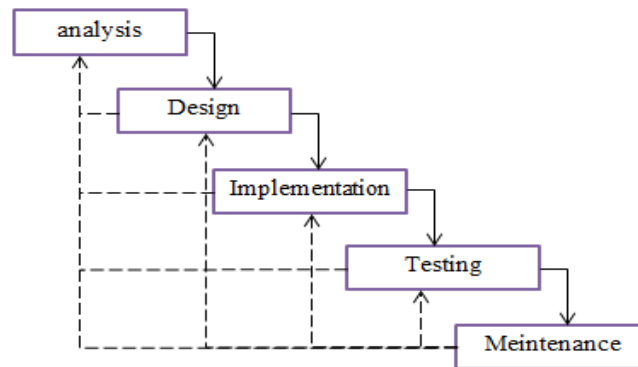 analysis
Design
Implementation
Testing
Meintenance